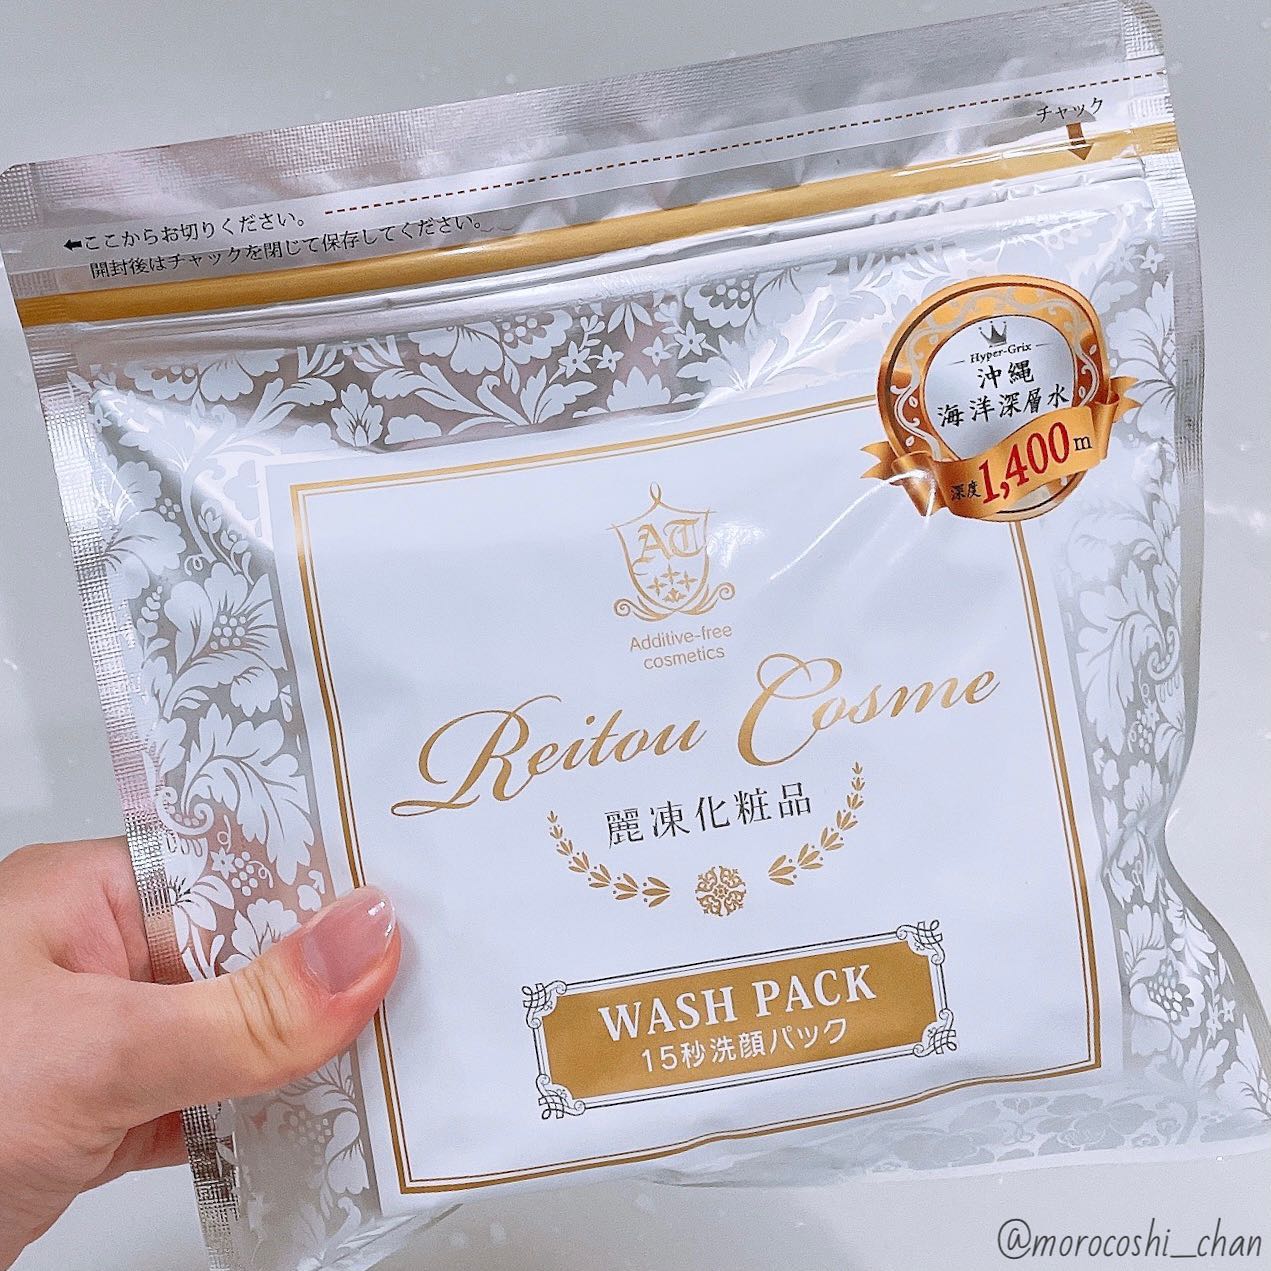 チャック
⬅ここからお切りください。
開封後はチャックを閉じて保存してください。
Hyper-Grix
沖縄
海洋深層水
深度1,400m
AT
Additive-free
cosmetics
Reitou Cosme
麗凍化粧品
WASH PACK
15秒洗顔パック
@morocoshi_chan